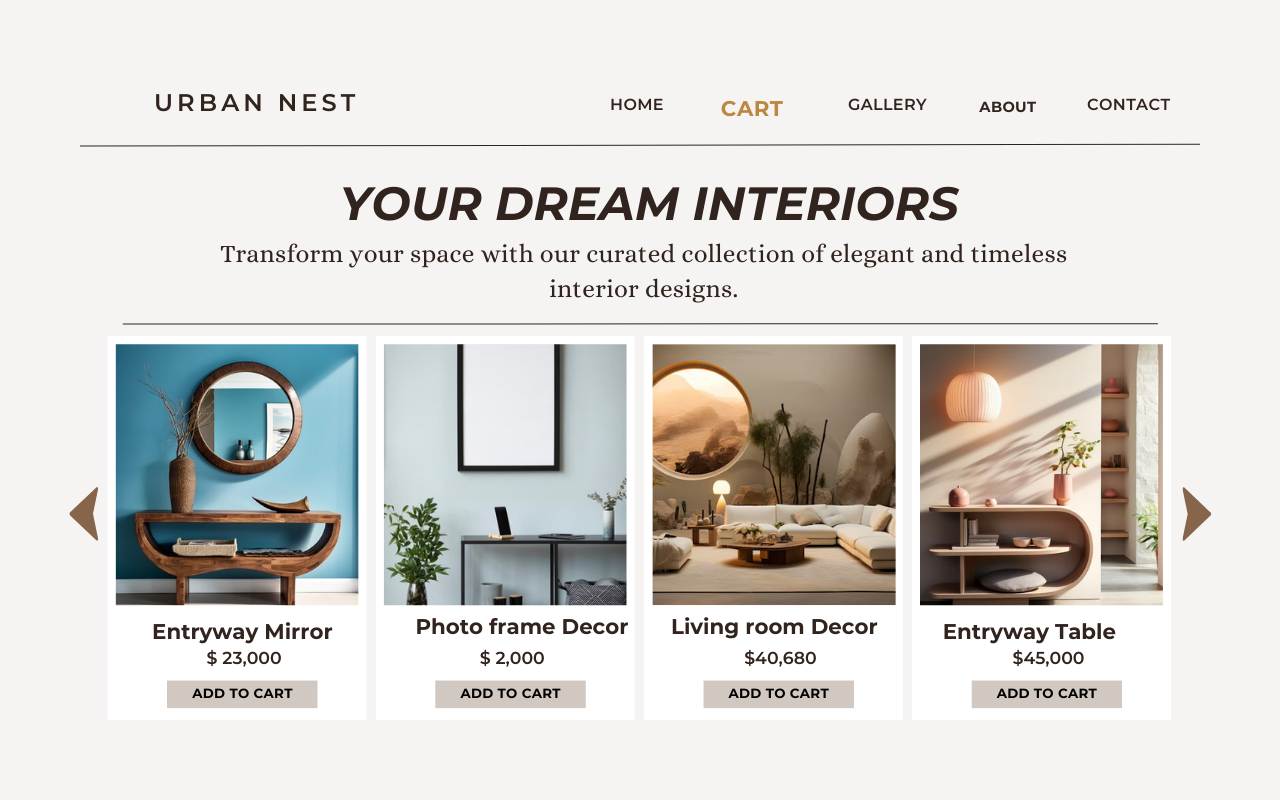 URBAN NEST
HOME CART GALLERY ABOUT CONTACT
YOUR DREAM INTERIORS
Transform your space with our curated collection of elegant and timeless
interior designs.
Entryway Mirror
$ 23,000
ADD TO CART
Photo frame Decor
$ 2,000
ADD TO CART
Living room Decor
$40,680
ADD TO CART
Entryway Table
$45,000
ADD TO CART